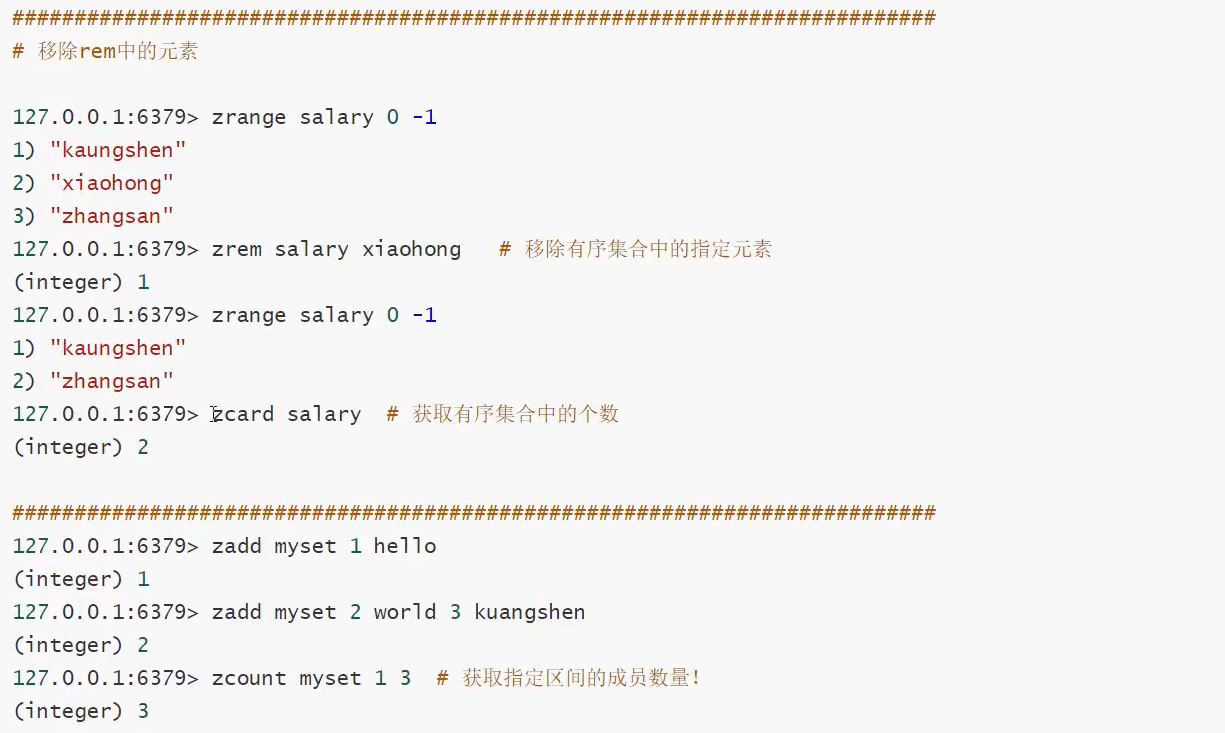 ##########################################################################
# 移除rem中的元素
127.0.0.1:6379> zrange salary 0 -1
1) "kaungshen"
2) "xiaohong"
3) "zhangsan"
127.0.0.1:6379> zrem salary xiaohong   # 移除有序集合中的指定元素
(integer) 1
127.0.0.1:6379> zrange salary 0 -1
1) "kaungshen"
2) "zhangsan"
127.0.0.1:6379> zcard salary  # 获取有序集合中的个数
(integer) 2
##########################################################################
127.0.0.1:6379> zadd myset 1 hello
(integer) 1
127.0.0.1:6379> zadd myset 2 world 3 kuangshen
(integer) 2
127.0.0.1:6379> zcount myset 1 3  # 获取指定区间的成员数量！
(integer) 3